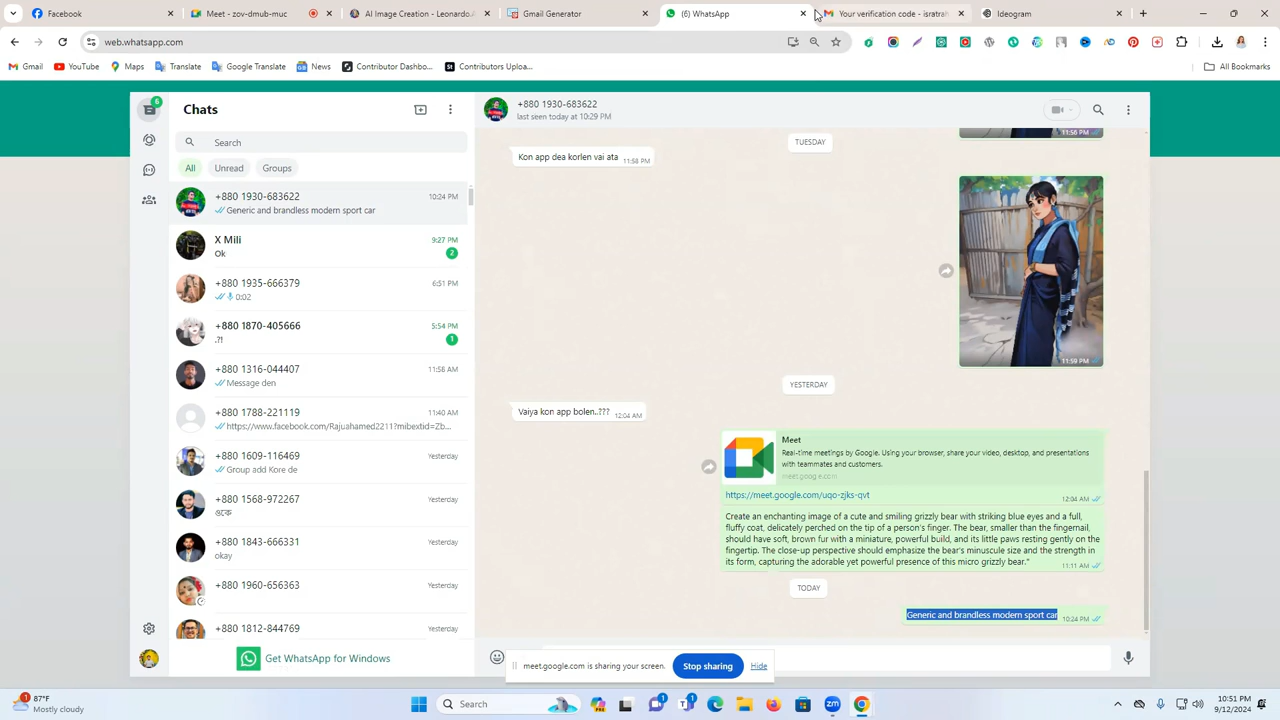 Facebook
Meet - zov-dmub-muc
AI Image Creation - Leonardo.A
Gmail Generator
(6) WhatsApp
Your verification code - isratrah
Ideogram
web.whatsapp.com
Gmail
YouTube
Maps
Translate
Google Translate
News
Contributor Dashbo...
Contributors Uploa...
All Bookmarks
6
Chats
Search
All
Unread
Groups
+880 1930-683622
10:24 PM
Generic and brandless modern sport car
X Mili
9:27 PM
Ok
2
+880 1935-666379
6:51 PM
0:02
+880 1870-405666
5:54 PM
.?!
1
+880 1316-044407
11:58 AM
Message den
+880 1788-221119
11:40 AM
https://www.facebook.com/Rajuahamed2211?mibextid=Zb...
+880 1609-116469
Yesterday
Group add Kore de
+880 1568-972267
Yesterday
+880 1843-666331
Yesterday
okay
+880 1960-656363
Yesterday
+880 1812-844769
Yesterday
Get WhatsApp for Windows
+880 1930-683622
last seen today at 10:29 PM
11:56 PM
TUESDAY
Kon app dea korlen vai ata
11:58 PM
11:59 PM
YESTERDAY
Vaiya kon app bolen..???
12:04 AM
Meet
Real-time meetings by Google. Using your browser, share your video, desktop, and presentations
with teammates and customers.
meet.google.com
https://meet.google.com/uqo-zjks-qvt
12:04 AM
Create an enchanting image of a cute and smiling grizzly bear with striking blue eyes and a full,
fluffy coat, delicately perched on the tip of a person's finger. The bear, smaller than the fingernail,
should have soft, brown fur with a miniature, powerful build, and its little paws resting gently on the
fingertip. The close-up perspective should emphasize the bear's minuscule size and the strength in
its form, capturing the adorable yet powerful presence of this micro grizzly bear."
11:11 AM
TODAY
Generic and brandless modern sport car
10:24 PM
meet.google.com is sharing your screen.
Stop sharing
Hide
1
87°F
Mostly cloudy
Search
1
1
zm
10:51 PM
9/12/2024